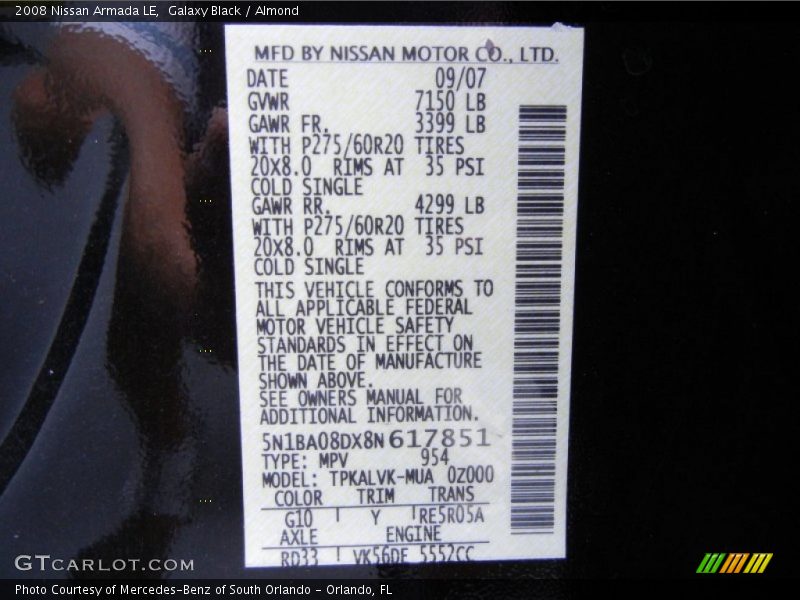 2008 Nissan Armada LE,  Galaxy Black / Almond
MFD BY NISSAN MOTOR CO., LTD.
DATE 09/07
GVWR 7150 LB
GAWR FR. 3399 LB
WITH P275/60R20 TIRES
20X8.0 RIMS AT 35 PSI
COLD SINGLE
GAWR RR. 4299 LB
WITH P275/60R20 TIRES
20X8.0 RIMS AT 35 PSI
COLD SINGLE
THIS VEHICLE CONFORMS TO
ALL APPLICABLE FEDERAL
MOTOR VEHICLE SAFETY
STANDARDS IN EFFECT ON
THE DATE OF MANUFACTURE
SHOWN ABOVE.
SEE OWNERS MANUAL FOR
ADDITIONAL INFORMATION.
5N1BA08DX8N617851
TYPE: MPV 954
MODEL: TPKALVK-MUA 0Z000
COLOR TRIM TRANS
G10 Y RE5R05A
AXLE ENGINE
RD33 VK56DE 5552CC
GTCARLOT.COM
Photo Courtesy of Mercedes-Benz of South Orlando - Orlando, FL